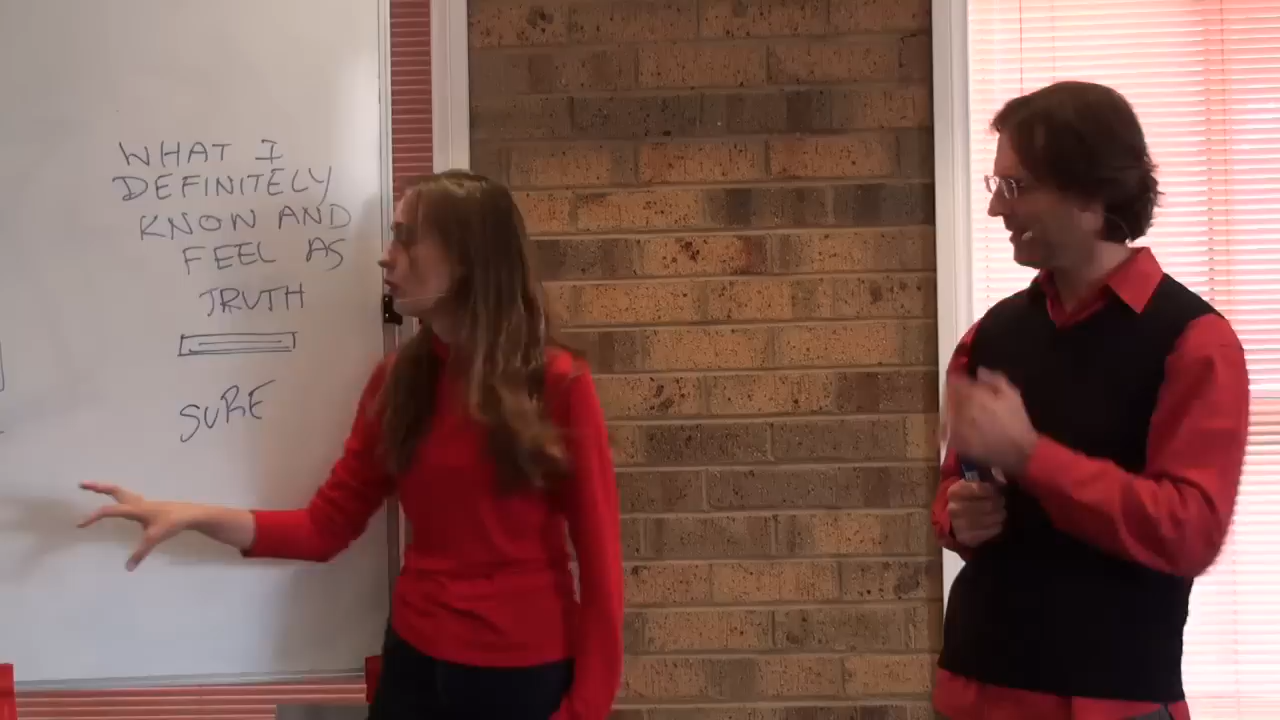 WHAT I
DEFINITELY
KNOW AND
FEEL AS
TRUTH
SURE